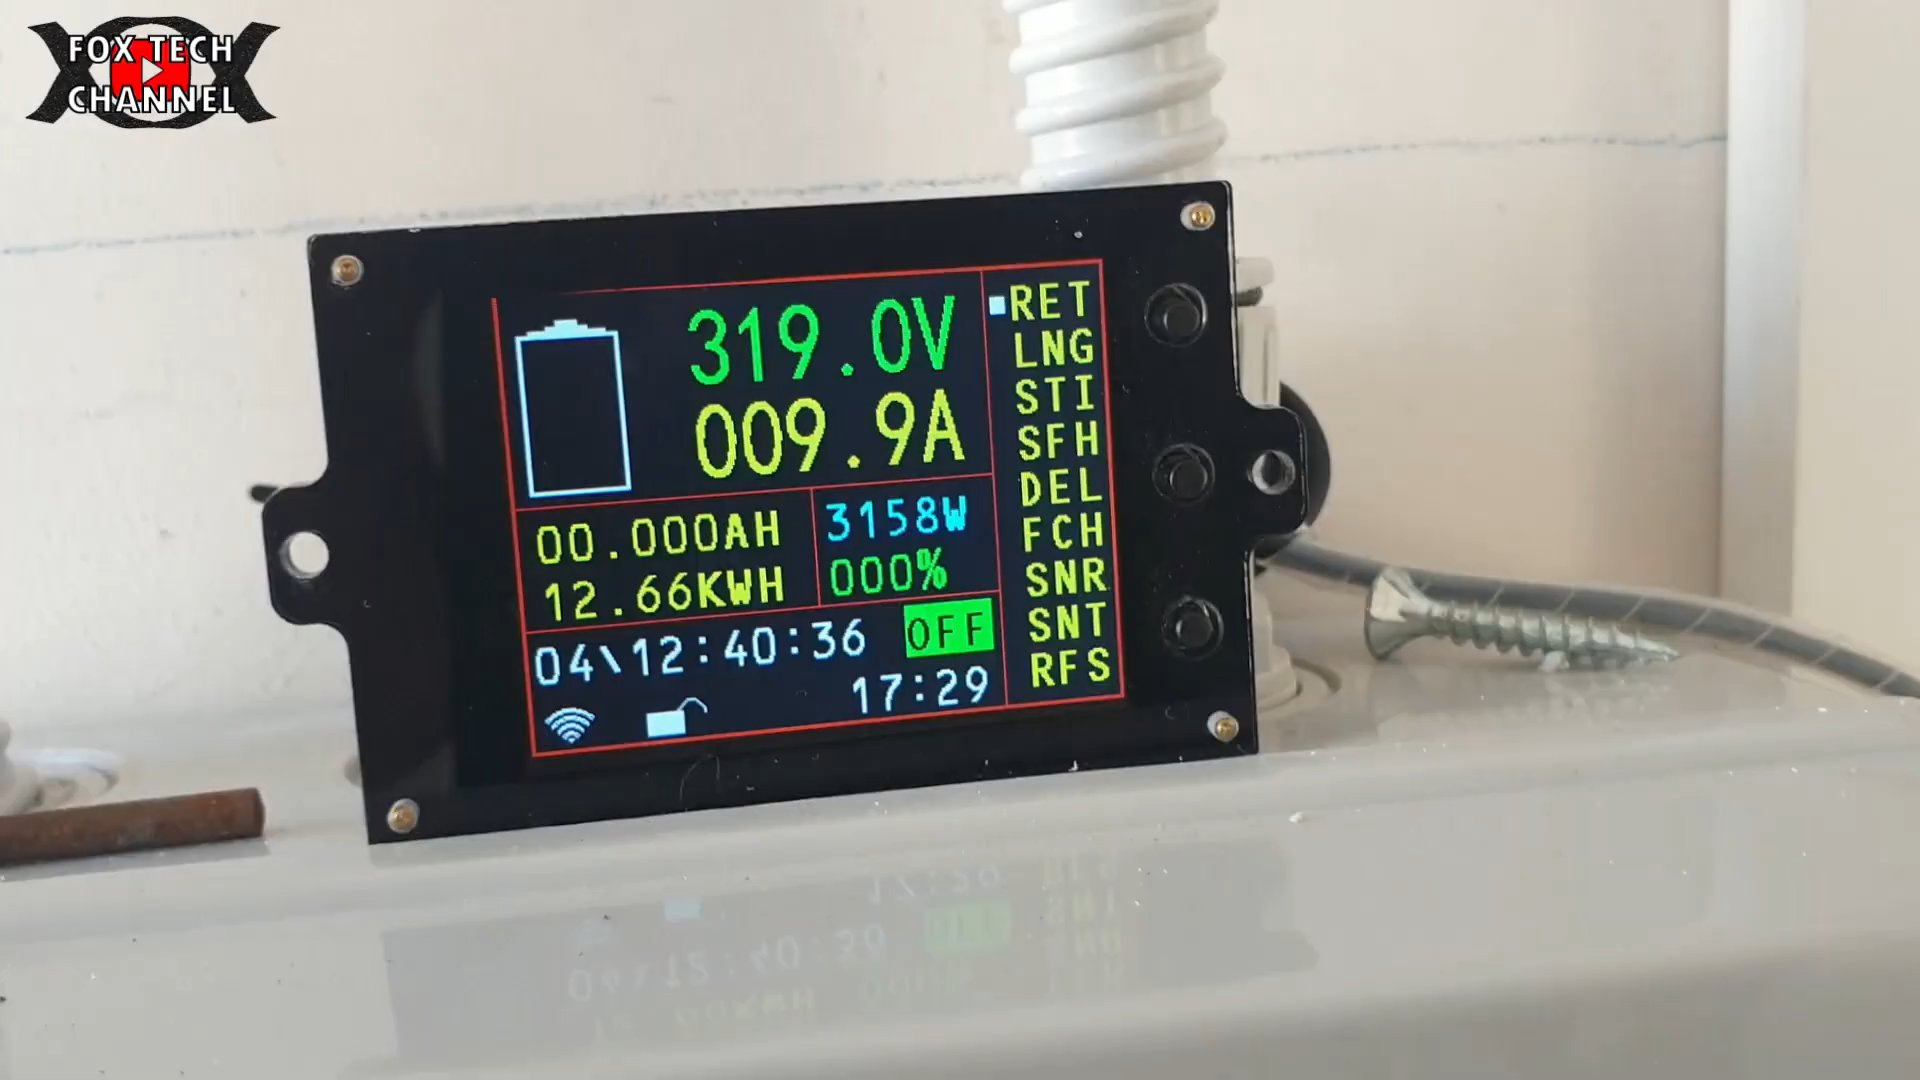 FOX TECH
CHANNEL
319.0V
009.9A
00.000AH
12.66KWH
3158W
000%
04\12:40:36
OFF
17:29
RET
LNG
STI
SFH
DEL
FCH
SNR
SNT
RFS